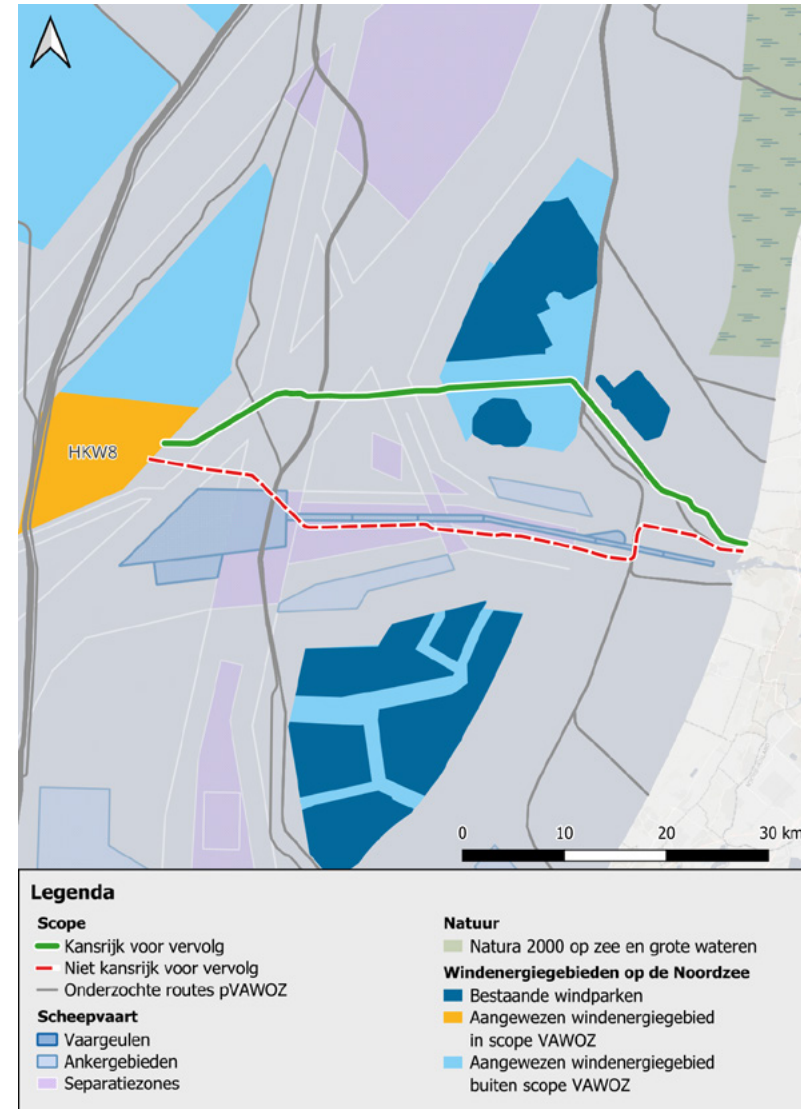 HKW8
0 10 20 30 km
Legenda
Scope
Kansrijk voor vervolg
Niet kansrijk voor vervolg
Onderzochte routes pVAWOZ
Scheepvaart
Vaargeulen
Ankergebieden
Separatiezones
Natuur
Natura 2000 op zee en grote wateren
Windenergiegebieden op de Noordzee
Bestaande windparken
Aangewezen windenergiegebied
in scope VAWOZ
Aangewezen windenergiegebied
buiten scope VAWOZ